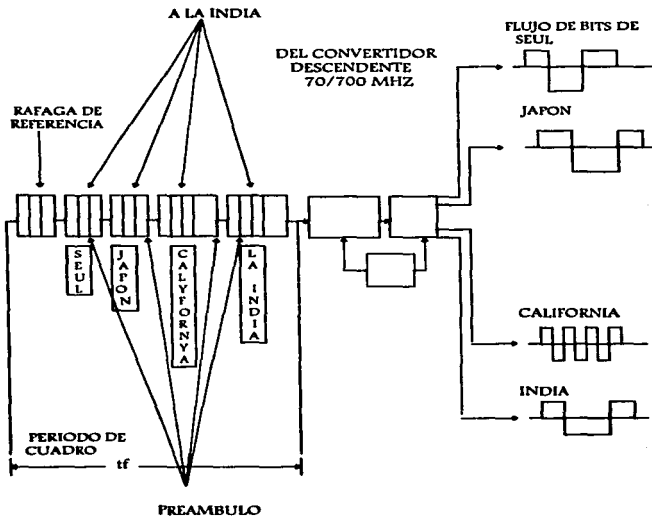 A LA INDIA
FLUJO DE BITS DE
SEUL
DEL CONVERTIDOR
DESCENDENTE
70/700 MHZ
RAFAGA DE
REFERENCIA
JAPON
SEUL
JAPON
CALYFORNYA
LA INDIA
CALIFORNIA
INDIA
PERIODO DE
CUADRO
tf
PREAMBULO